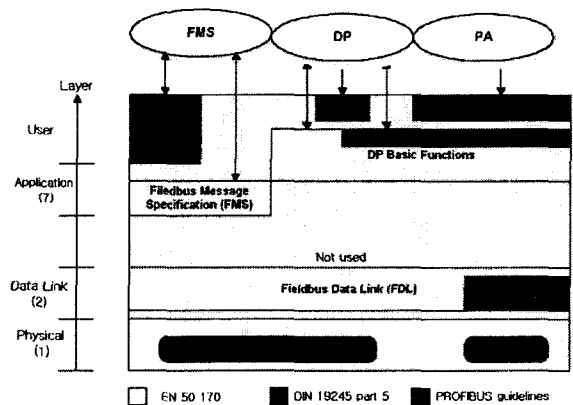 FMS
DP
PA
Layer
User
DP Basic Functions
Application
(7)
Filedbus Message
Specification (FMS)
Not used
Data Link
(2)
Fieldbus Data Link (FDL)
Physical
(1)
EN 50 170
DIN 19245 part 5
PROFIBUS guidelines